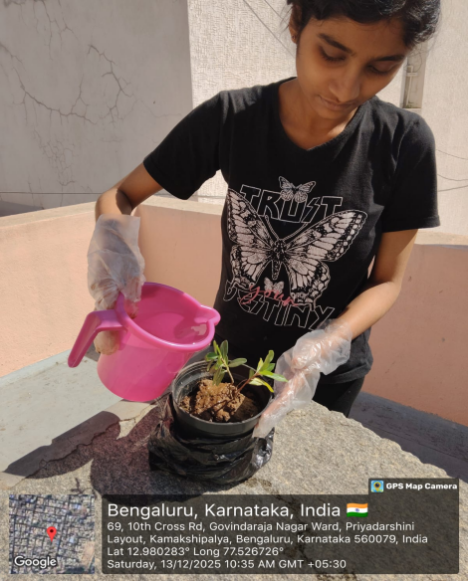 TRUST
DESTINY
GPS Map Camera
Bengaluru, Karnataka, India
69, 10th Cross Rd, Govindaraja Nagar Ward, Priyadarshini
Layout, Kamakshipalya, Bengaluru, Karnataka 560079, India
Lat 12.980283° Long 77.526726°
Saturday, 13/12/2025 10:35 AM GMT +05:30
Google